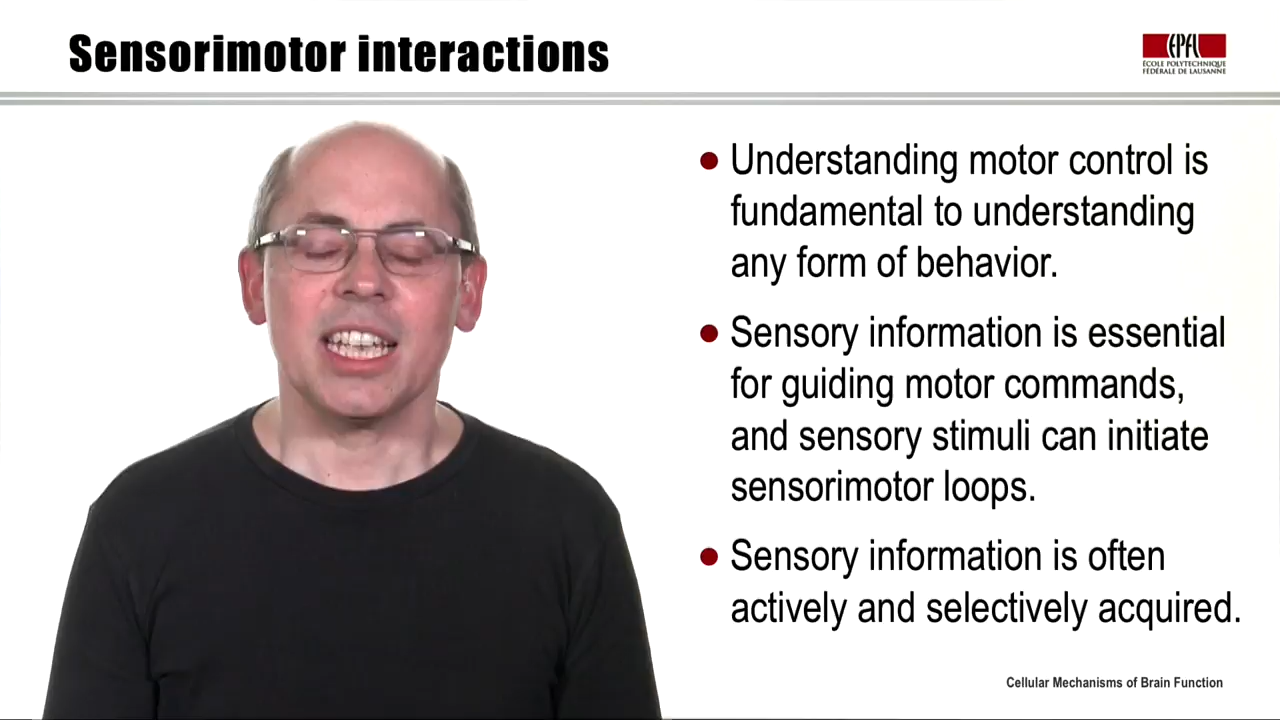 Sensorimotor interactions
EPFL
ÉCOLE POLYTECHNIQUE
FÉDÉRALE DE LAUSANNE
● Understanding motor control is
fundamental to understanding
any form of behavior.
● Sensory information is essential
for guiding motor commands,
and sensory stimuli can initiate
sensorimotor loops.
● Sensory information is often
actively and selectively acquired.
Cellular Mechanisms of Brain Function